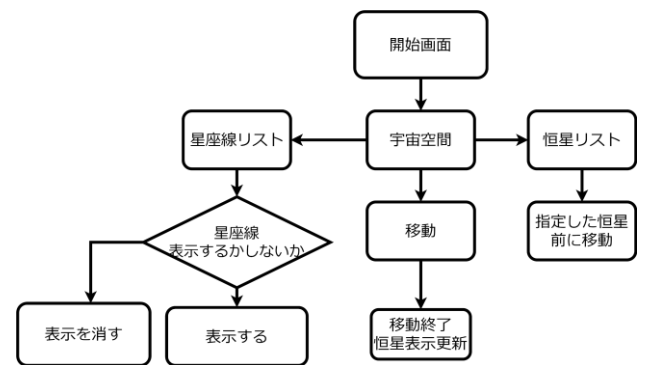 開始画面
星座線リスト
宇宙空間
恒星リスト
星座線
表示するかしないか
移動
指定した恒星
前に移動
表示を消す
表示する
移動終了
恒星表示更新